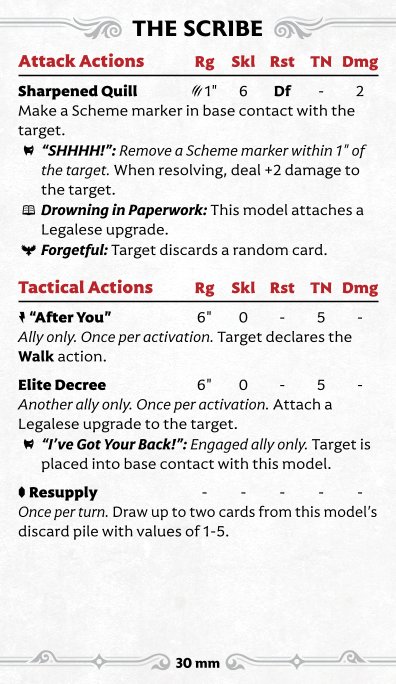 THE SCRIBE
Attack Actions Rg Skl Rst TN Dmg
Sharpened Quill 1" 6 Df - 2
Make a Scheme marker in base contact with the
target.
“SHHHH!”: Remove a Scheme marker within 1" of
the target. When resolving, deal +2 damage to
the target.
Drowning in Paperwork: This model attaches a
Legalese upgrade.
Forgetful: Target discards a random card.
Tactical Actions Rg Skl Rst TN Dmg
“After You” 6" 0 - 5 -
Ally only. Once per activation. Target declares the
Walk action.
Elite Decree 6" 0 - 5 -
Another ally only. Once per activation. Attach a
Legalese upgrade to the target.
“I’ve Got Your Back!”: Engaged ally only. Target is
placed into base contact with this model.
Resupply - - - - -
Once per turn. Draw up to two cards from this model’s
discard pile with values of 1-5.
30 mm